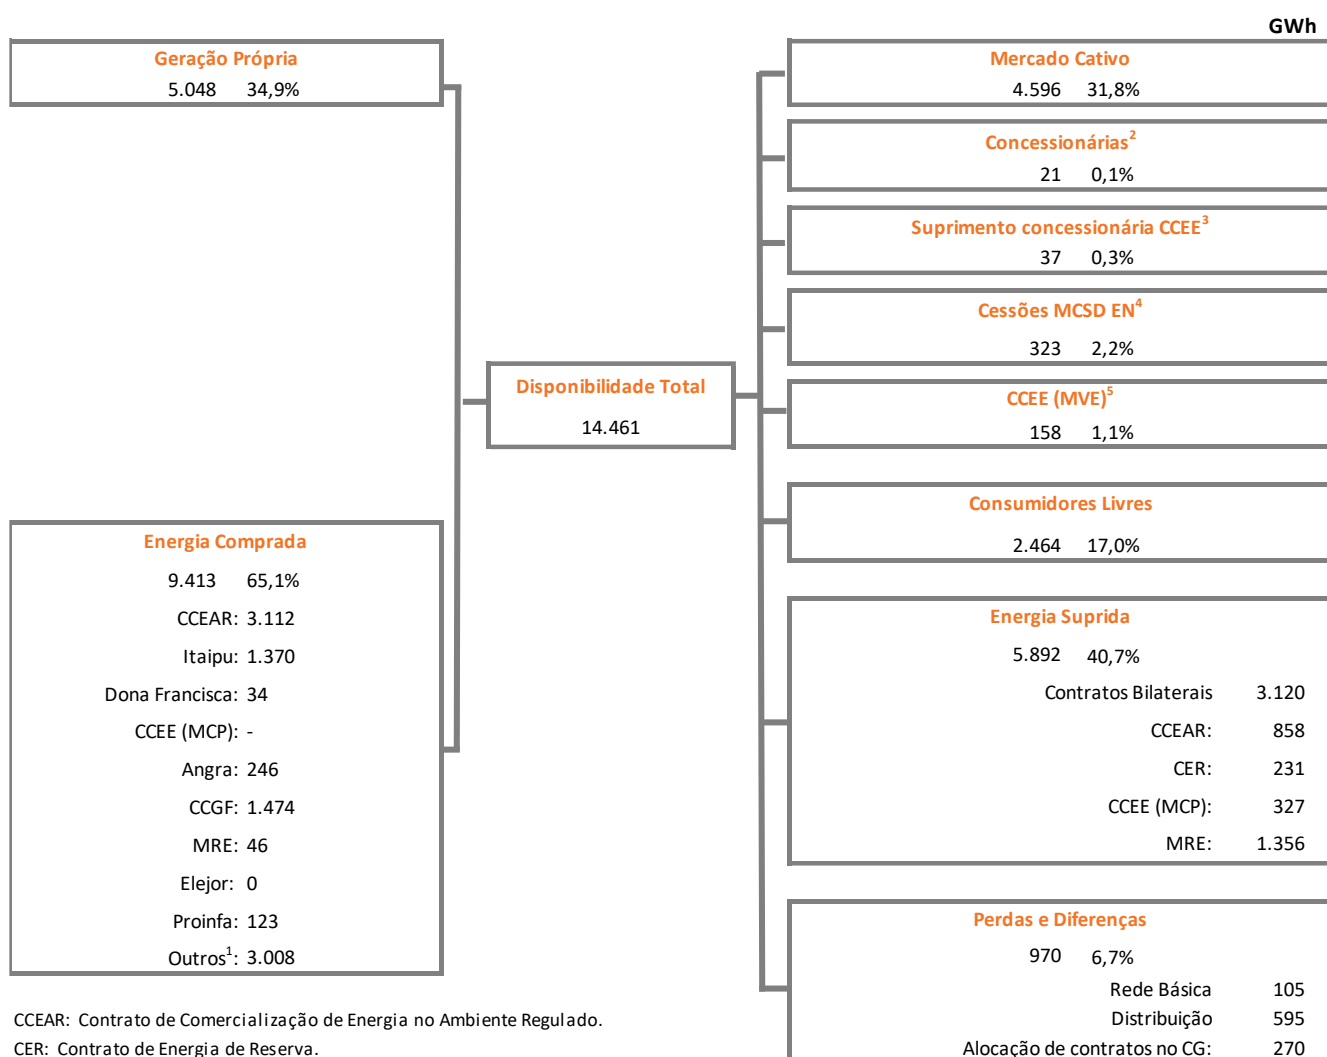 GWh
Geração Própria
5.048 34,9%
Energia Comprada
9.413 65,1%
CCEAR: 3.112
Itaipu: 1.370
Dona Francisca: 34
CCEE (MCP): -
Angra: 246
CCGF: 1.474
MRE: 46
Elejor: 0
Proinfa: 123
Outros¹: 3.008
Disponibilidade Total
14.461
Mercado Cativo
4.596 31,8%
Concessionárias²
21 0,1%
Suprimento concessionária CCEE³
37 0,3%
Cessões MCSD EN⁴
323 2,2%
CCEE (MVE)⁵
158 1,1%
Consumidores Livres
2.464 17,0%
Energia Suprida
5.892 40,7%
Contratos Bilaterais 3.120
CCEAR: 858
CER: 231
CCEE (MCP): 327
MRE: 1.356
Perdas e Diferenças
970 6,7%
Rede Básica 105
Distribuição 595
Alocação de contratos no CG: 270
CCEAR: Contrato de Comercialização de Energia no Ambiente Regulado.
CER: Contrato de Energia de Reserva.